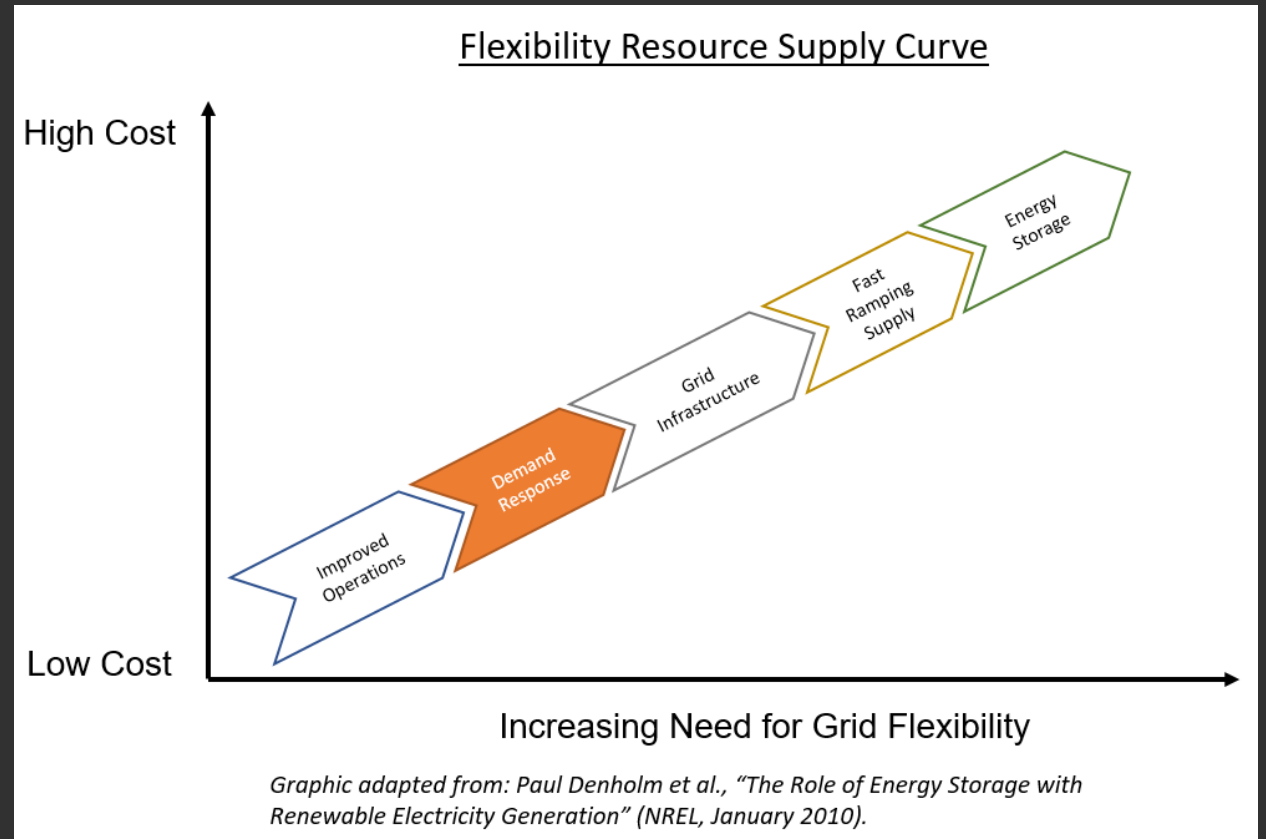 Flexibility Resource Supply Curve
High Cost
Energy
Storage
Fast
Ramping
Supply
Grid
Infrastructure
Demand
Response
Improved
Operations
Low Cost
Increasing Need for Grid Flexibility
Graphic adapted from: Paul Denholm et al., “The Role of Energy Storage with
Renewable Electricity Generation” (NREL, January 2010).